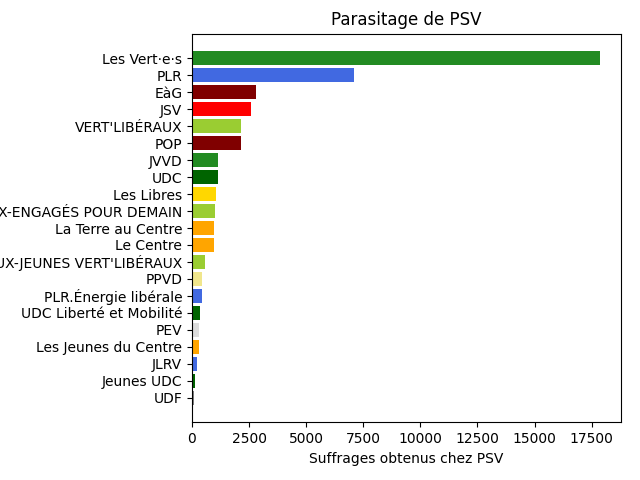 Parasitage de PSV
Les Vert·e·s
PLR
EàG
JSV
VERT'LIBÉRAUX
POP
JVVD
UDC
Les Libres
X-ENGAGÉS POUR DEMAIN
La Terre au Centre
Le Centre
UX-JEUNES VERT'LIBÉRAUX
PPVD
PLR.Énergie libérale
UDC Liberté et Mobilité
PEV
Les Jeunes du Centre
JLRV
Jeunes UDC
UDF
0 2500 5000 7500 10000 12500 15000 17500
Suffrages obtenus chez PSV